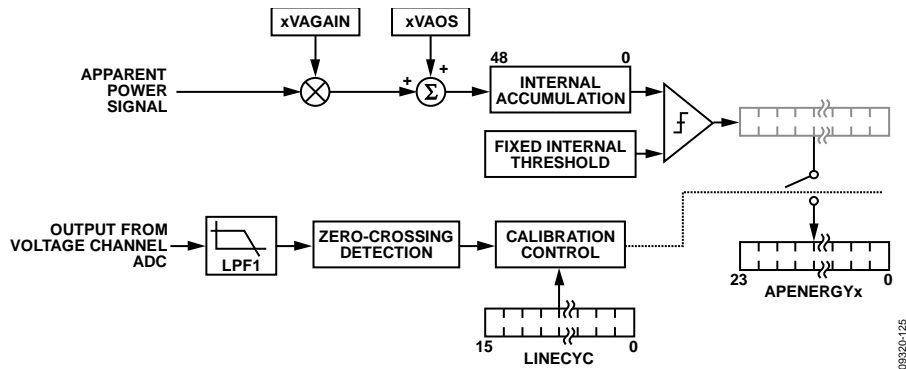 xVAGAIN
xVAOS
APPARENT
POWER
SIGNAL
+
+
Σ
48 0
INTERNAL
ACCUMULATION
FIXED INTERNAL
THRESHOLD
OUTPUT FROM
VOLTAGE CHANNEL
ADC
LPF1
ZERO-CROSSING
DETECTION
CALIBRATION
CONTROL
15 0
LINECYC
23 0
APENERGYx
09320-125